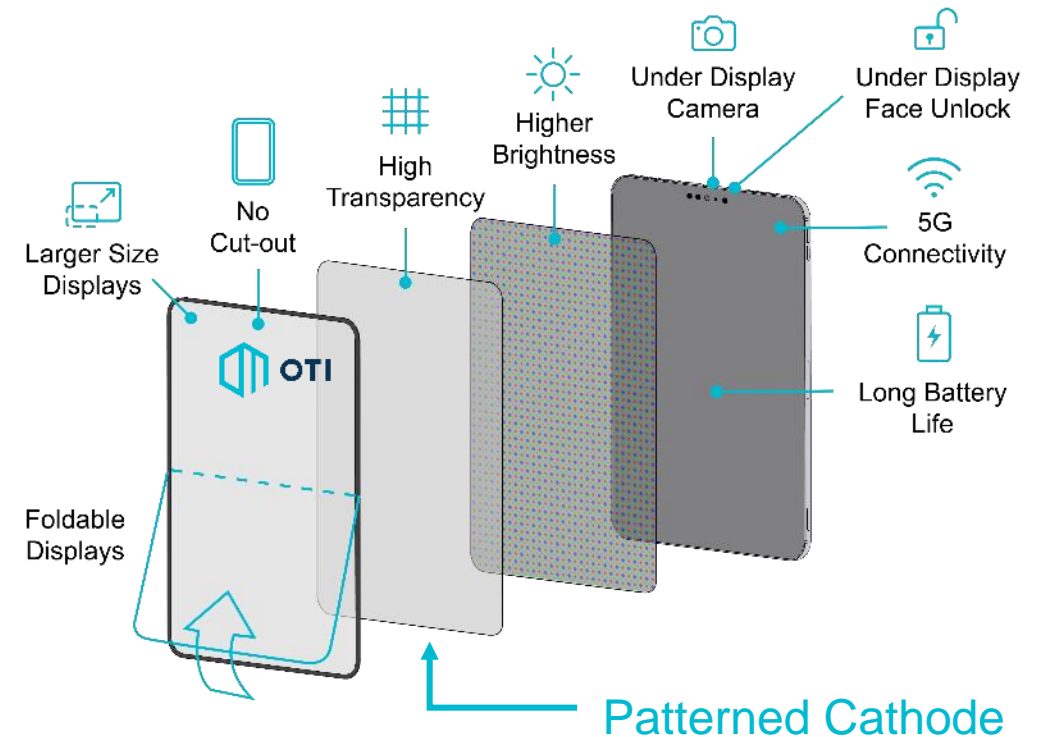 Under Display
Camera
Under Display
Face Unlock
Higher
Brightness
High
Transparency
No
Cut-out
Larger Size
Displays
5G
Connectivity
OTI
Long Battery
Life
Foldable
Displays
Patterned Cathode